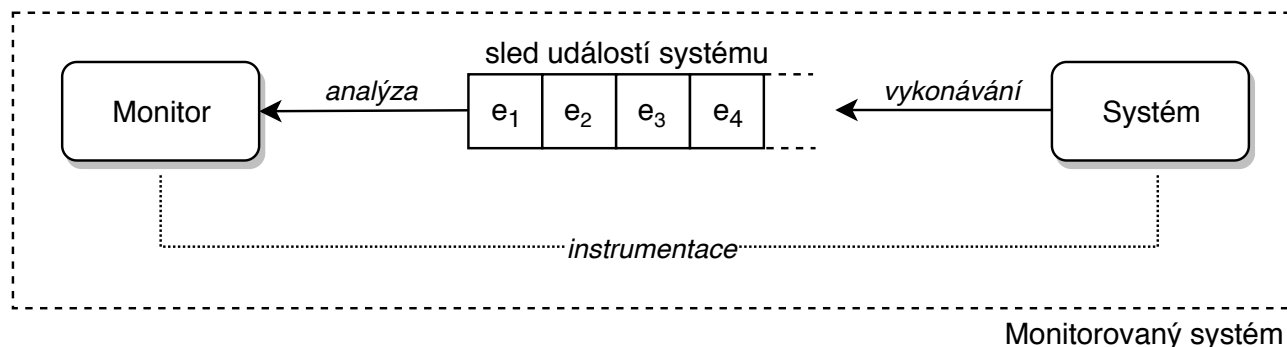 sled událostí systému
Monitor
analýza
e₁ e₂ e₃ e₄
vykonávání
Systém
instrumentace
Monitorovaný systém